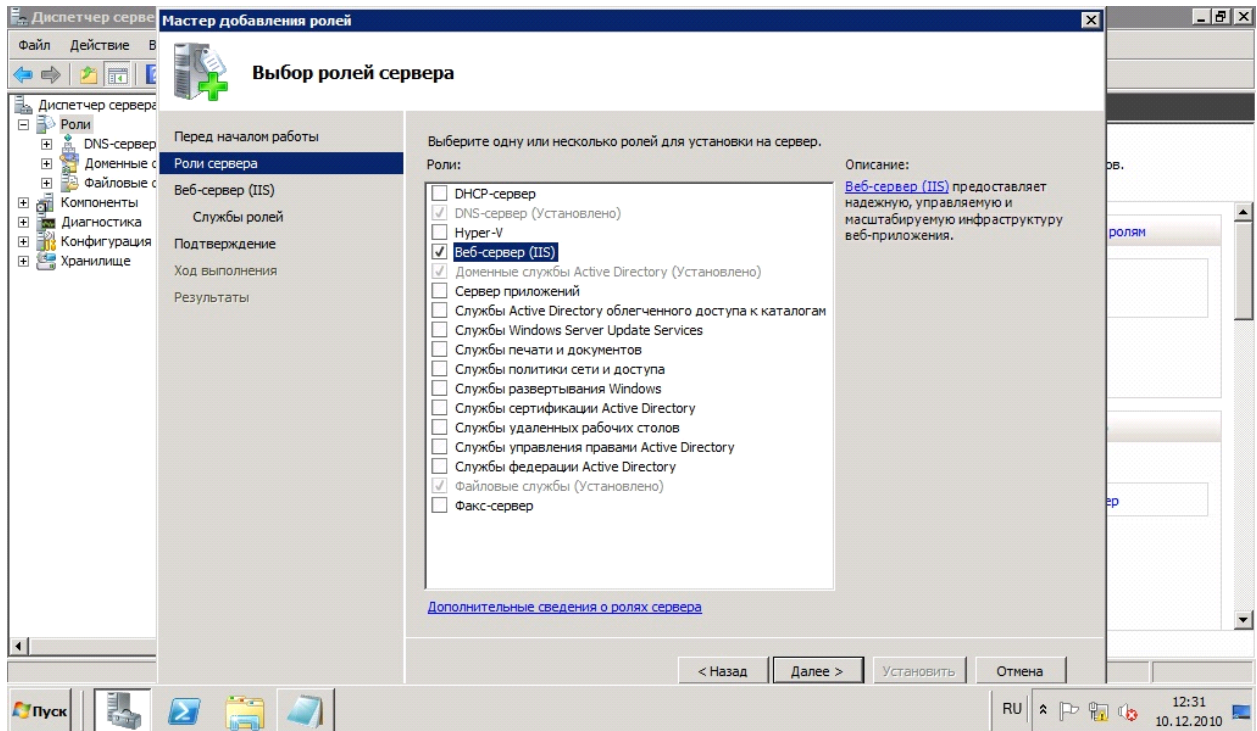 Диспетчер серве
Мастер добавления ролей
Файл Действие В
Выбор ролей сервера
Диспетчер сервера
Роли
DNS-сервер
Доменные с
Файловые с
Компоненты
Диагностика
Конфигурация
Хранилище
Перед началом работы
Роли сервера
Веб-сервер (IIS)
Службы ролей
Подтверждение
Ход выполнения
Результаты
Выберите одну или несколько ролей для установки на сервер.
Роли:
DHCP-сервер
DNS-сервер (Установлено)
Hyper-V
Веб-сервер (IIS)
Доменные службы Active Directory (Установлено)
Сервер приложений
Службы Active Directory облегченного доступа к каталогам
Службы Windows Server Update Services
Службы печати и документов
Службы политики сети и доступа
Службы развертывания Windows
Службы сертификации Active Directory
Службы удаленных рабочих столов
Службы управления правами Active Directory
Службы федерации Active Directory
Файловые службы (Установлено)
Факс-сервер
Дополнительные сведения о ролях сервера
Описание:
Веб-сервер (IIS) предоставляет
надежную, управляемую и
масштабируемую инфраструктуру
веб-приложения.
ов.
ролям
ер
< Назад
Далее >
Установить
Отмена
Пуск
RU
12:31
10.12.2010